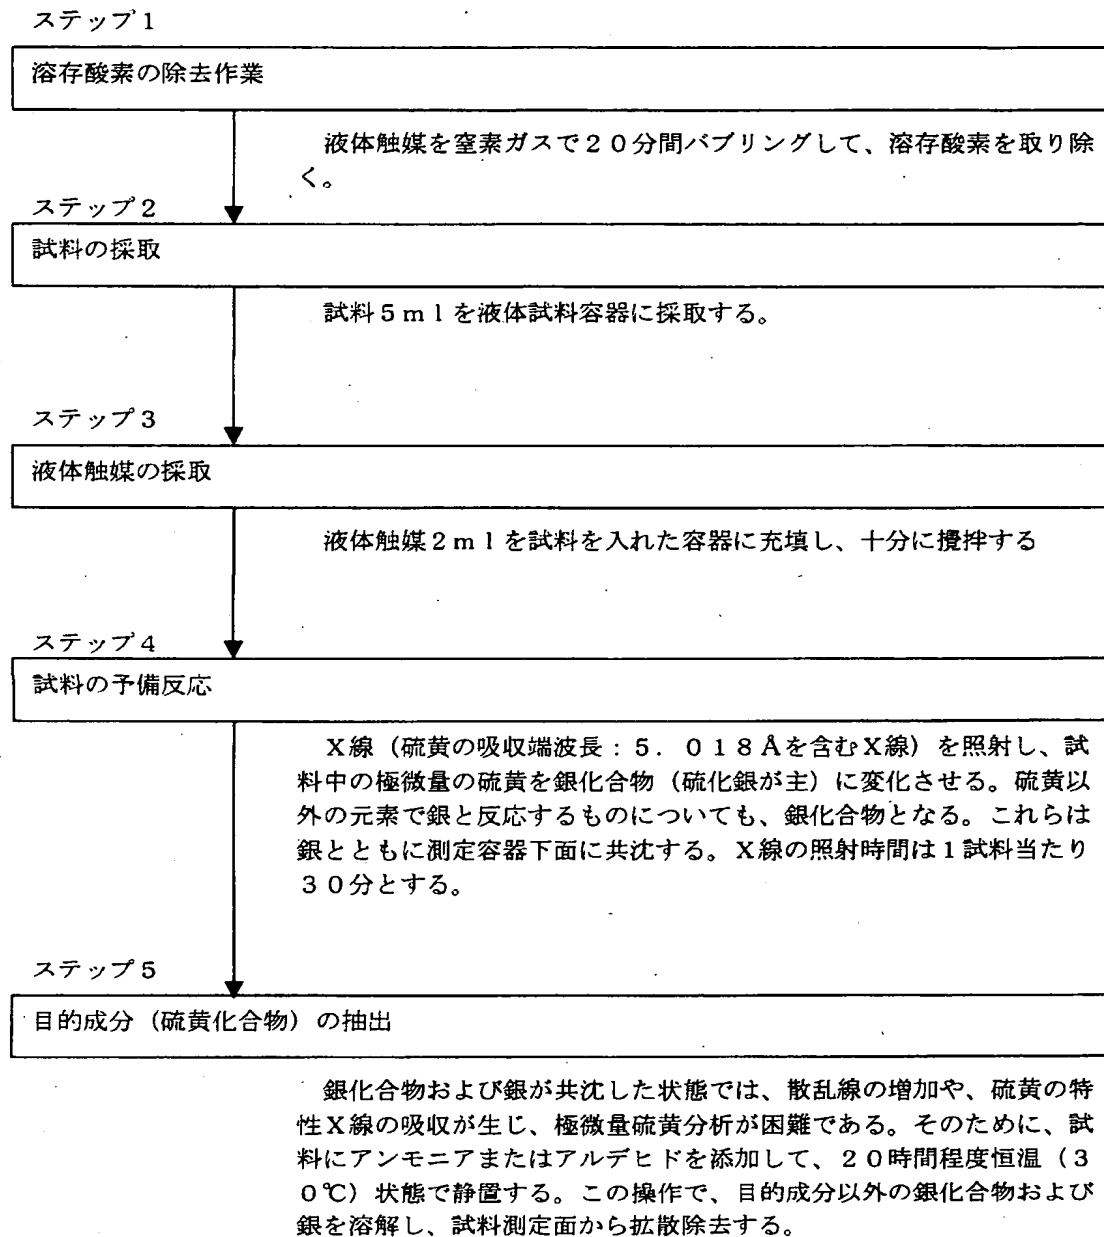 ステップ1
溶存酸素の除去作業
液体触媒を窒素ガスで20分間バブリングして、溶存酸素を取り除
く。
ステップ2
試料の採取
試料5mlを液体試料容器に採取する。
ステップ3
液体触媒の採取
液体触媒2mlを試料を入れた容器に充填し、十分に攪拌する
ステップ4
試料の予備反応
X線(硫黄の吸収端波長:5.018Åを含むX線)を照射し、試
料中の極微量の硫黄を銀化合物(硫化銀が主)に変化させる。硫黄以
外の元素で銀と反応するものについても、銀化合物となる。これらは
銀とともに測定容器下面に共沈する。X線の照射時間は1試料当たり
30分とする。
ステップ5
目的成分(硫黄化合物)の抽出
銀化合物および銀が共沈した状態では、散乱線の増加や、硫黄の特
性X線の吸収が生じ、極微量硫黄分析が困難である。そのために、試
料にアンモニアまたはアルデヒドを添加して、20時間程度恒温(3
0℃)状態で静置する。この操作で、目的成分以外の銀化合物および
銀を溶解し、試料測定面から拡散除去する。